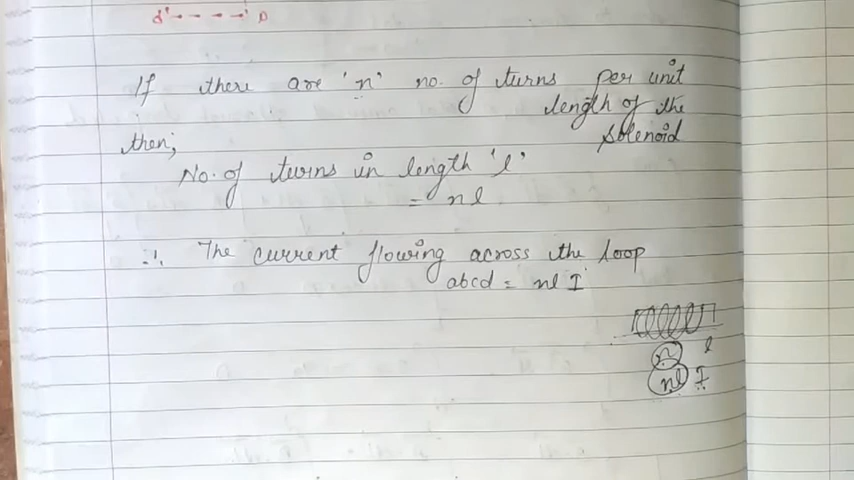 d ----→ D
If there are 'n' no. of turns per unit
length of the
solenoid
then;
No. of turns in length 'l'
= nl
∴ The current flowing across the loop
abcd = nl I
n l
nl I